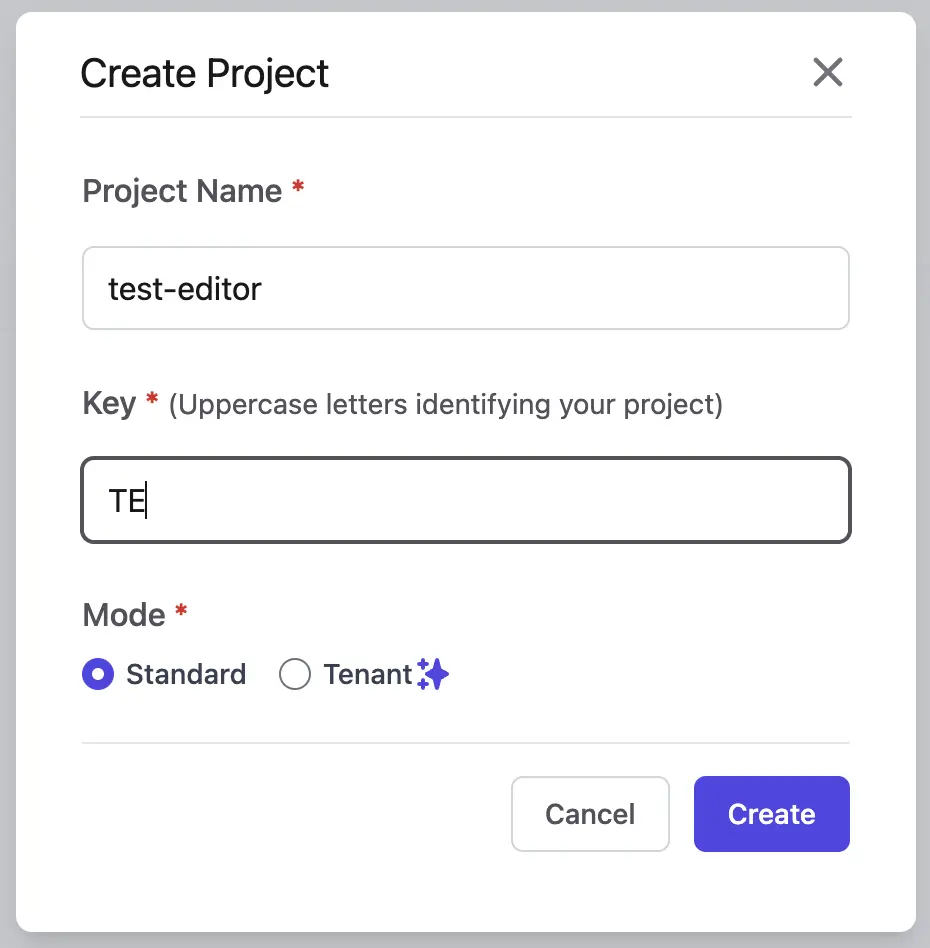 Create Project
Project Name *
test-editor
Key * (Uppercase letters identifying your project)
TE
Mode *
Standard Tenant
Cancel Create